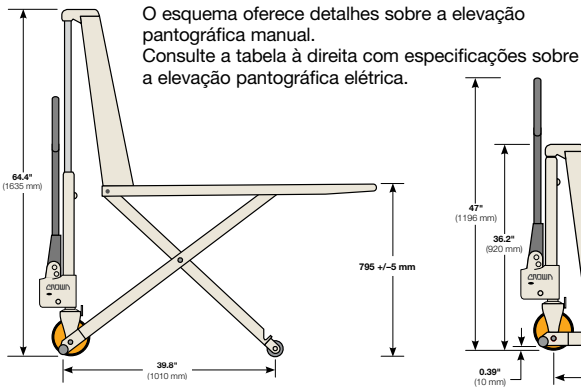 O esquema oferece detalhes sobre a elevação
pantográfica manual.
Consulte a tabela à direita com especificações sobre
a elevação pantográfica elétrica.
64.4"
(1635 mm)
CROWN
795 +/–5 mm
39.8"
(1010 mm)
47"
(1196 mm)
36.2"
(920 mm)
CROWN
0.39"
(10 mm)